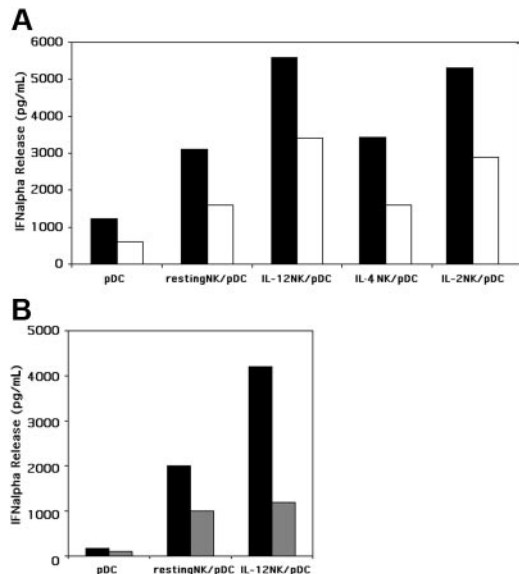 A
IFNalpha Release (pg/mL)
6000
5000
4000
3000
2000
1000
0
pDC restingNK/pDC IL-12NK/pDC IL-4 NK/pDC IL-2NK/pDC
B
IFNalpha Release (pg/mL)
5000
4000
2000
1000
0
pDC restingNK/pDC IL-12NK/pDC